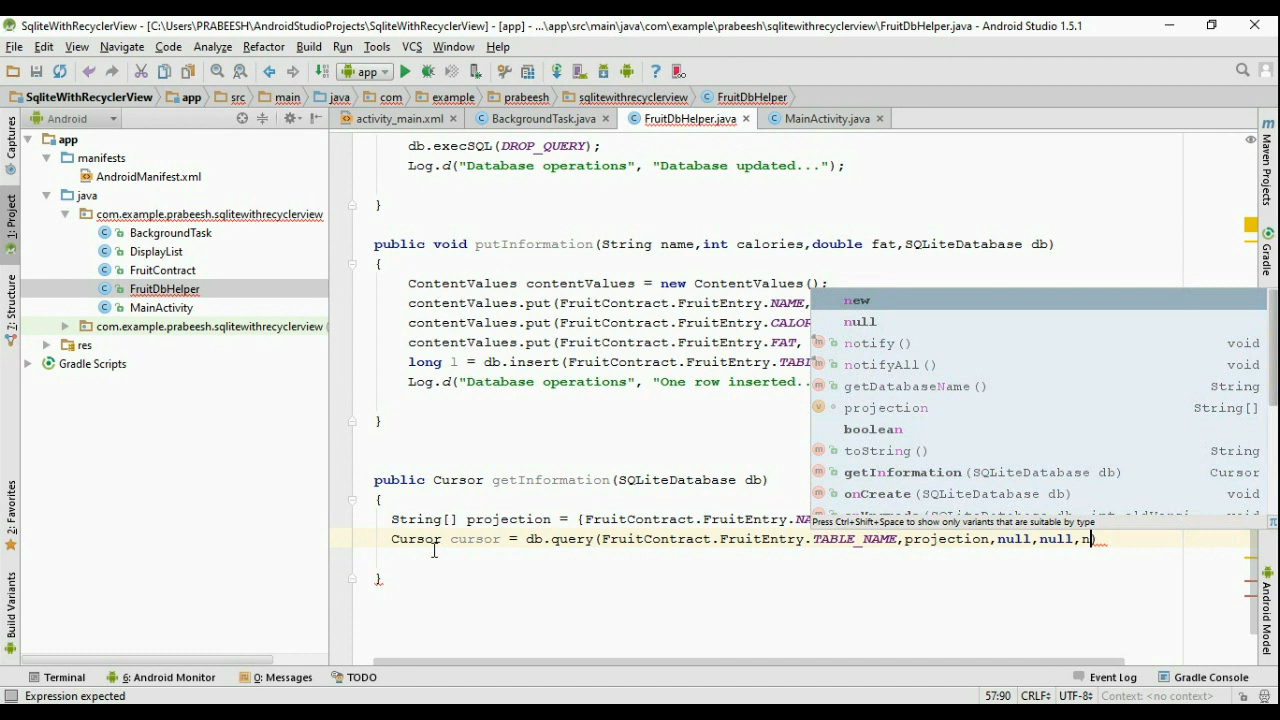 SqliteWithRecyclerView - [C:\Users\PRABEESH\AndroidStudioProjects\SqliteWithRecyclerView] - [app] - ...\app\src\main\java\com\example\prabeesh\sqlitewithrecyclerview\FruitDbHelper.java - Android Studio 1.5.1
File Edit View Navigate Code Analyze Refactor Build Run Tools VCS Window Help
app
SqliteWithRecyclerView app src main java com example prabeesh sqlitewithrecyclerview FruitDbHelper
Android
activity_main.xml BackgroundTask.java FruitDbHelper.java MainActivity.java
Captures
1: Project
2: Structure
2: Favorites
Build Variants
app
manifests
AndroidManifest.xml
java
com.example.prabeesh.sqlitewithrecyclerview
BackgroundTask
DisplayList
FruitContract
FruitDbHelper
MainActivity
com.example.prabeesh.sqlitewithrecyclerview (
res
Gradle Scripts
db.execSQL(DROP_QUERY);
Log.d("Database operations", "Database updated...");
}
public void putInformation(String name,int calories,double fat,SQLiteDatabase db)
{
ContentValues contentValues = new ContentValues();
contentValues.put(FruitContract.FruitEntry.NAME,
contentValues.put(FruitContract.FruitEntry.CALOR
contentValues.put(FruitContract.FruitEntry.FAT,
long l = db.insert(FruitContract.FruitEntry.TABL
Log.d("Database operations", "One row inserted..
}
public Cursor getInformation(SQLiteDatabase db)
{
String[] projection = {FruitContract.FruitEntry.NA
Cursor cursor = db.query(FruitContract.FruitEntry.TABLE_NAME,projection,null,null,n)
}
new
null
notify() void
notifyAll() void
getDatabaseName() String
projection String[]
boolean
toString() String
getInformation(SQLiteDatabase db) Cursor
onCreate(SQLiteDatabase db) void
Press Ctrl+Shift+Space to show only variants that are suitable by type
Maven Projects
Gradle
Android Model
Terminal 6: Android Monitor 0: Messages TODO Event Log Gradle Console
Expression expected 57:90 CRLF UTF-8 Context: <no context>